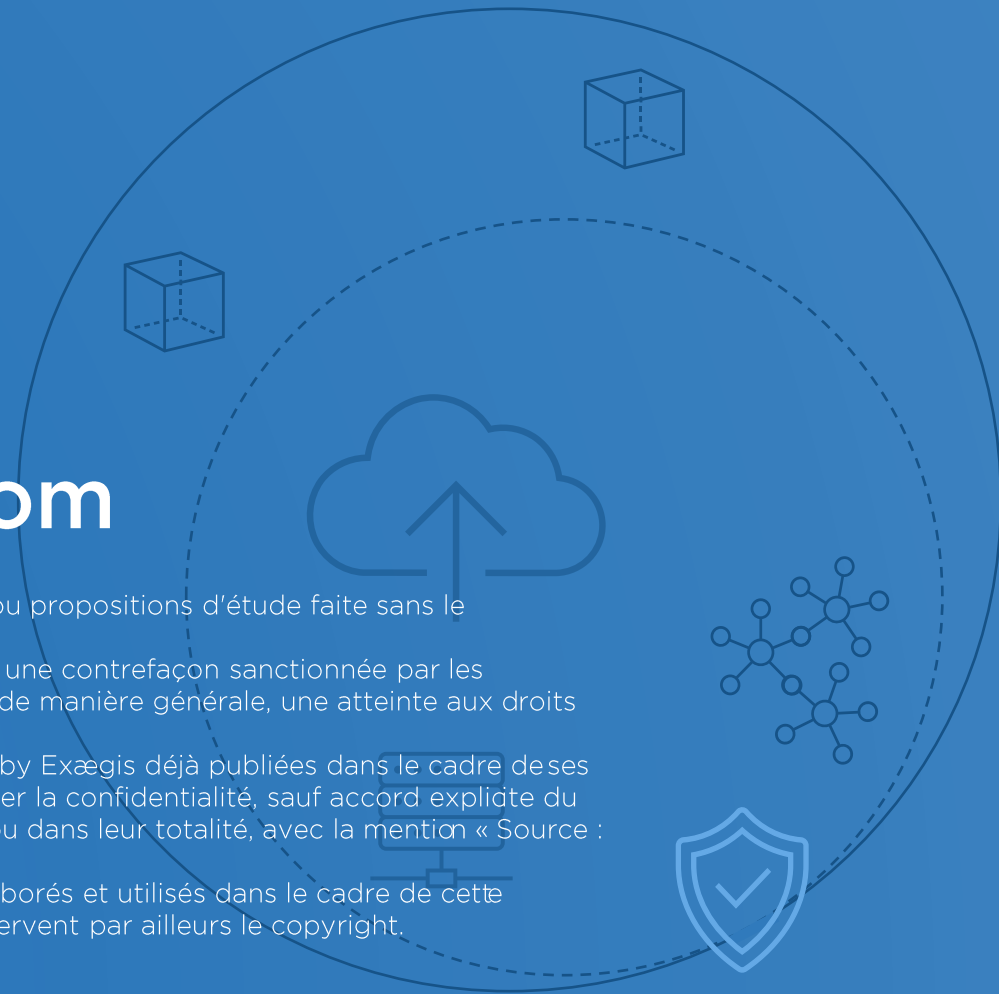 om
ou propositions d'étude faite sans le
une contrefaçon sanctionnée par les
de manière générale, une atteinte aux droits
by Exægis déjà publiées dans le cadre de ses
er la confidentialité, sauf accord explicite du
u dans leur totalité, avec la mention « Source :
borés et utilisés dans le cadre de cette
ervent par ailleurs le copyright.